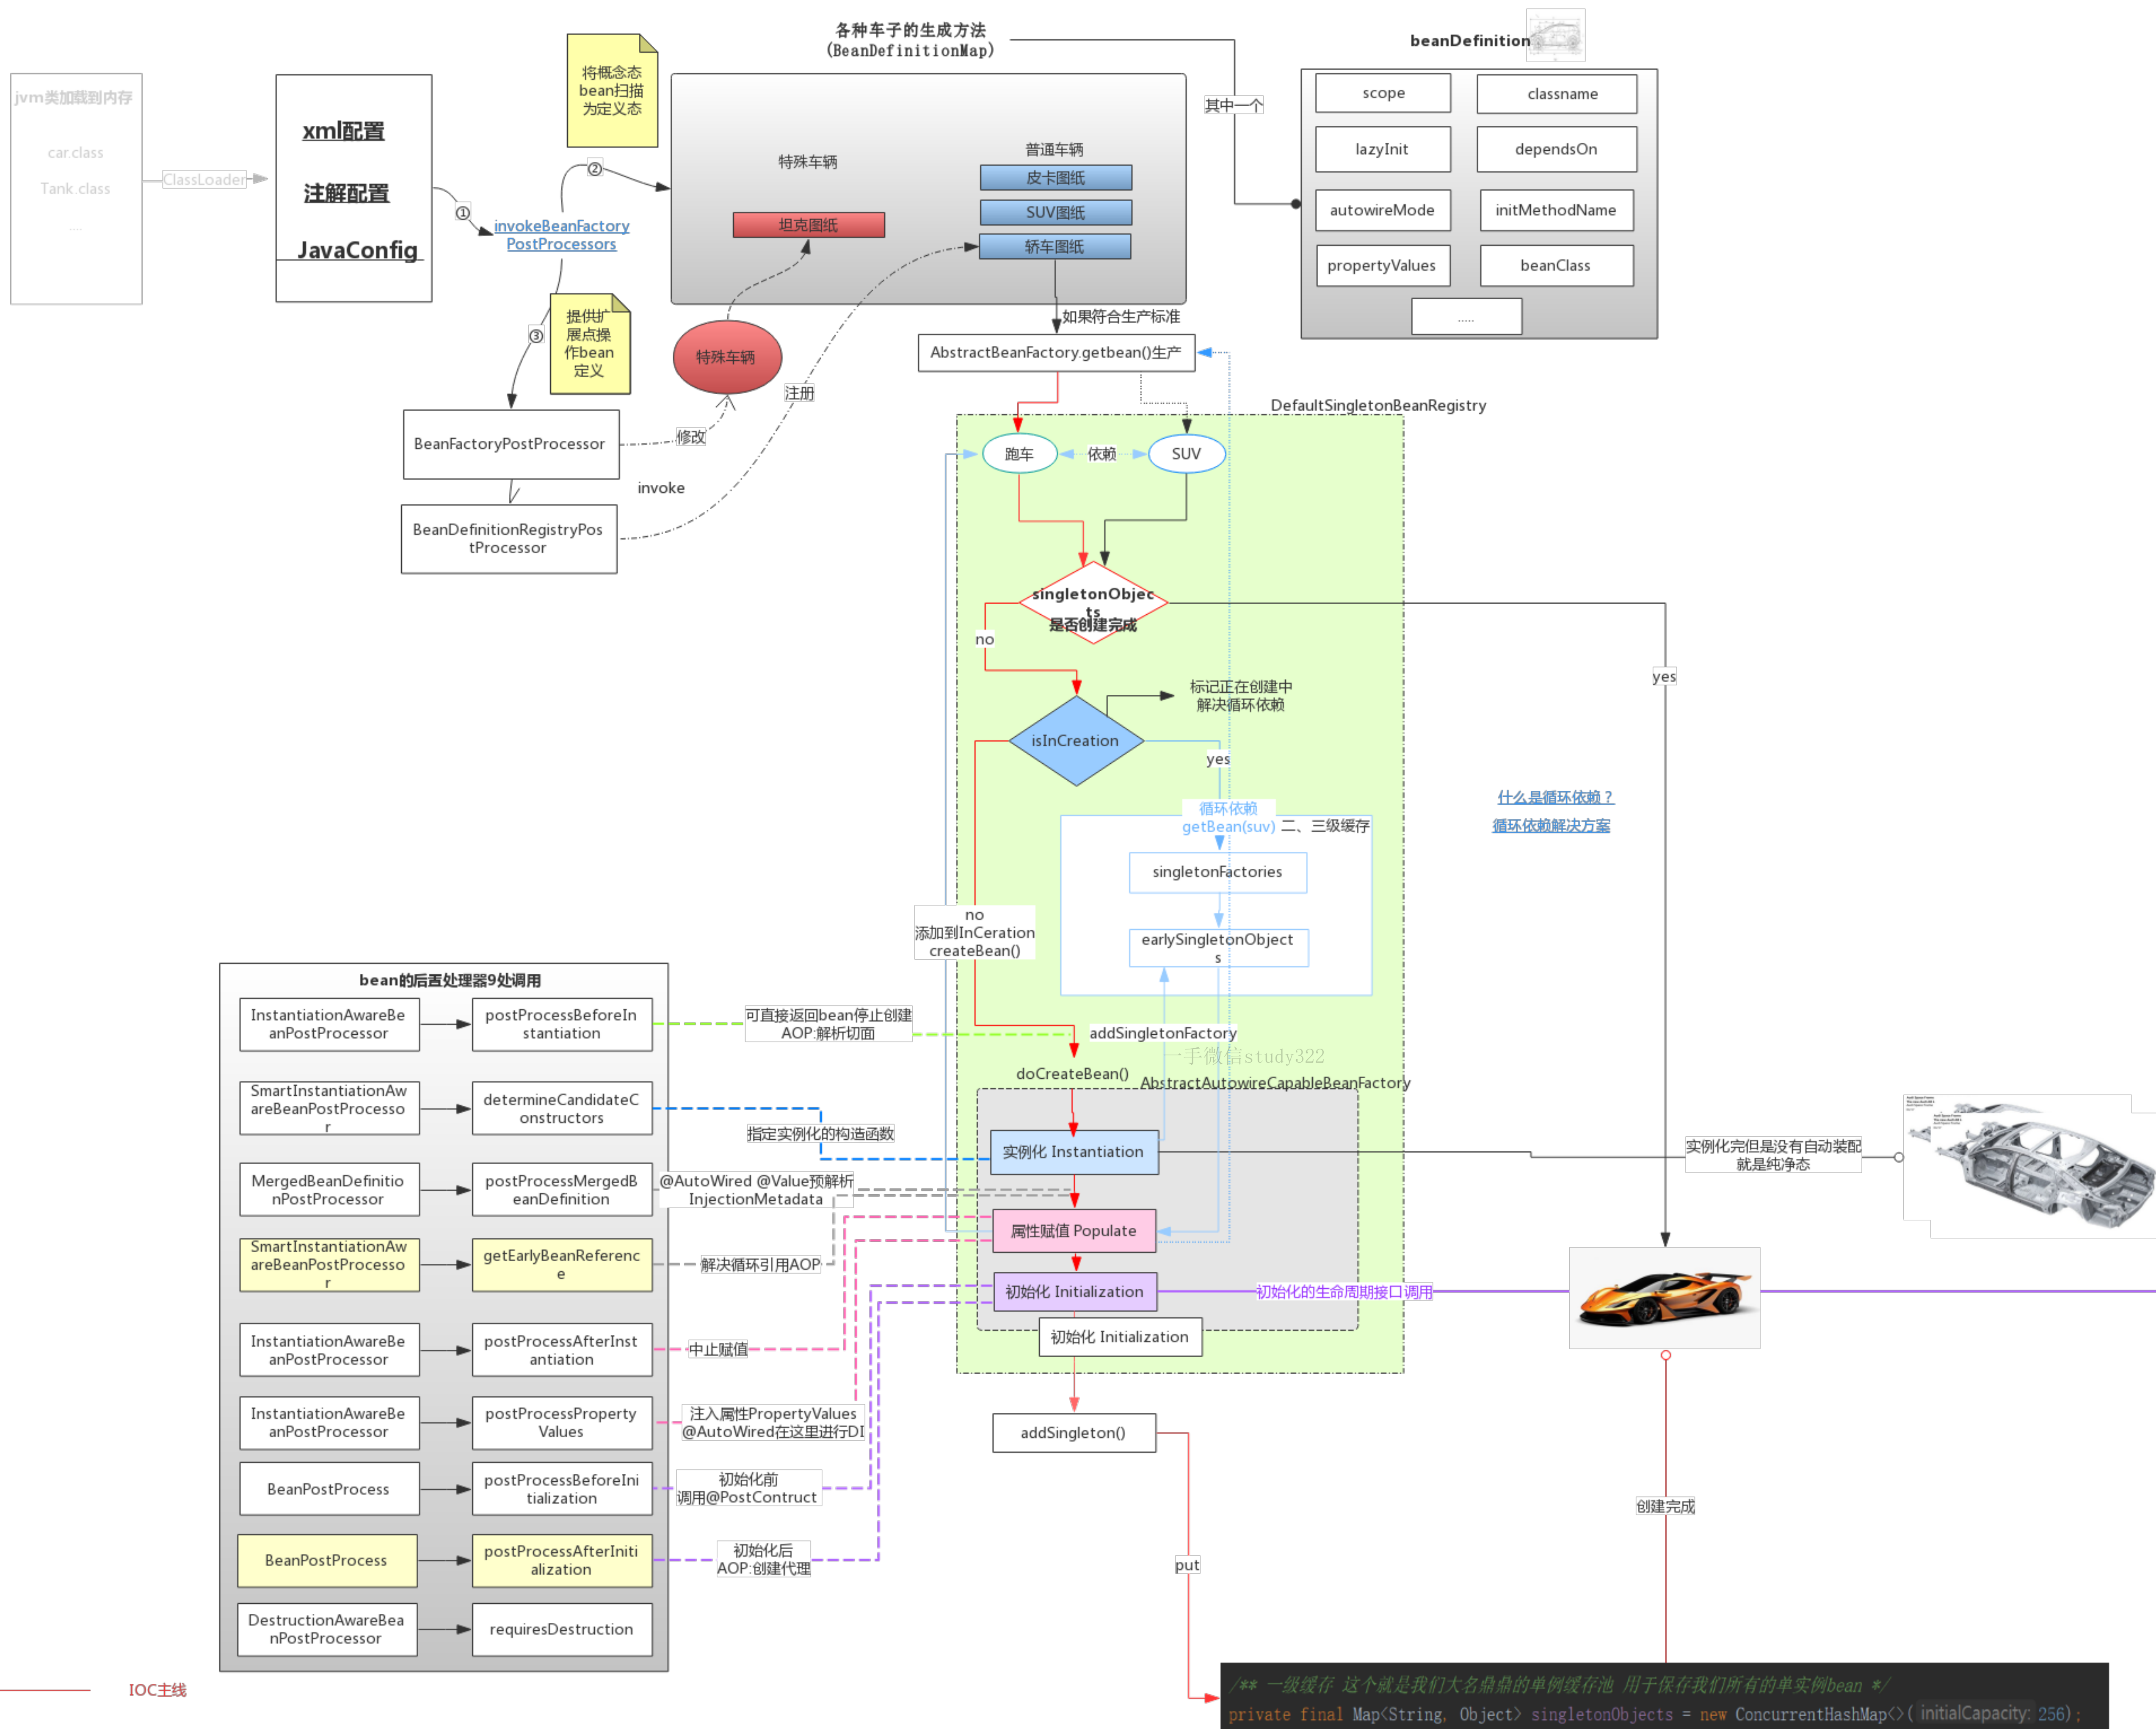 各种车子的生成方法
(BeanDefinitionMap)
beanDefinition
jvm类加载到内存
car.class
Tank.class
....
ClassLoader
xml配置
注解配置
JavaConfig
①
②
③
invokeBeanFactory
PostProcessors
将概念态
bean扫描
为定义态
提供扩
展点操
作bean
定义
特殊车辆
普通车辆
皮卡图纸
SUV图纸
轿车图纸
坦克图纸
其中一个
scope
classname
lazyInit
dependsOn
autowireMode
initMethodName
propertyValues
beanClass
.....
如果符合生产标准
AbstractBeanFactory.getbean()生产
特殊车辆
注册
修改
invoke
BeanFactoryPostProcessor
BeanDefinitionRegistryPos
tProcessor
DefaultSingletonBeanRegistry
跑车
依赖
SUV
singletonObjec
ts
是否创建完成
no
yes
标记正在创建中
解决循环依赖
isInCreation
yes
循环依赖
getBean(suv)
二、三级缓存
singletonFactories
earlySingletonObject
s
什么是循环依赖？
循环依赖解决方案
no
添加到InCeration
createBean()
addSingletonFactory
一手微信study322
doCreateBean()
AbstractAutowireCapableBeanFactory
实例化 Instantiation
属性赋值 Populate
初始化 Initialization
初始化 Initialization
addSingleton()
put
实例化完但是没有自动装配
就是纯净态
初始化的生命周期接口调用
创建完成
bean的后置处理器9处调用
InstantiationAwareBe
anPostProcessor
postProcessBeforeIn
stantiation
可直接返回bean停止创建
AOP:解析切面
SmartInstantiationAw
areBeanPostProcesso
r
determineCandidateC
onstructors
指定实例化的构造函数
MergedBeanDefinitio
nPostProcessor
postProcessMergedB
eanDefinition
@AutoWired @Value预解析
InjectionMetadata
SmartInstantiationAw
areBeanPostProcesso
r
getEarlyBeanReferenc
e
解决循环引用AOP
InstantiationAwareBe
anPostProcessor
postProcessAfterInst
antiation
中止赋值
InstantiationAwareBe
anPostProcessor
postProcessProperty
Values
注入属性PropertyValues
@AutoWired在这里进行DI
BeanPostProcess
postProcessBeforeIni
tialization
初始化前
调用@PostContruct
BeanPostProcess
postProcessAfterIniti
alization
初始化后
AOP:创建代理
DestructionAwareBea
nPostProcessor
requiresDestruction
IOC主线
/** 一级缓存 这个就是我们大名鼎鼎的单例缓存池 用于保存我们所有的单实例bean */
private final Map<String, Object> singletonObjects = new ConcurrentHashMap<>( initialCapacity: 256);